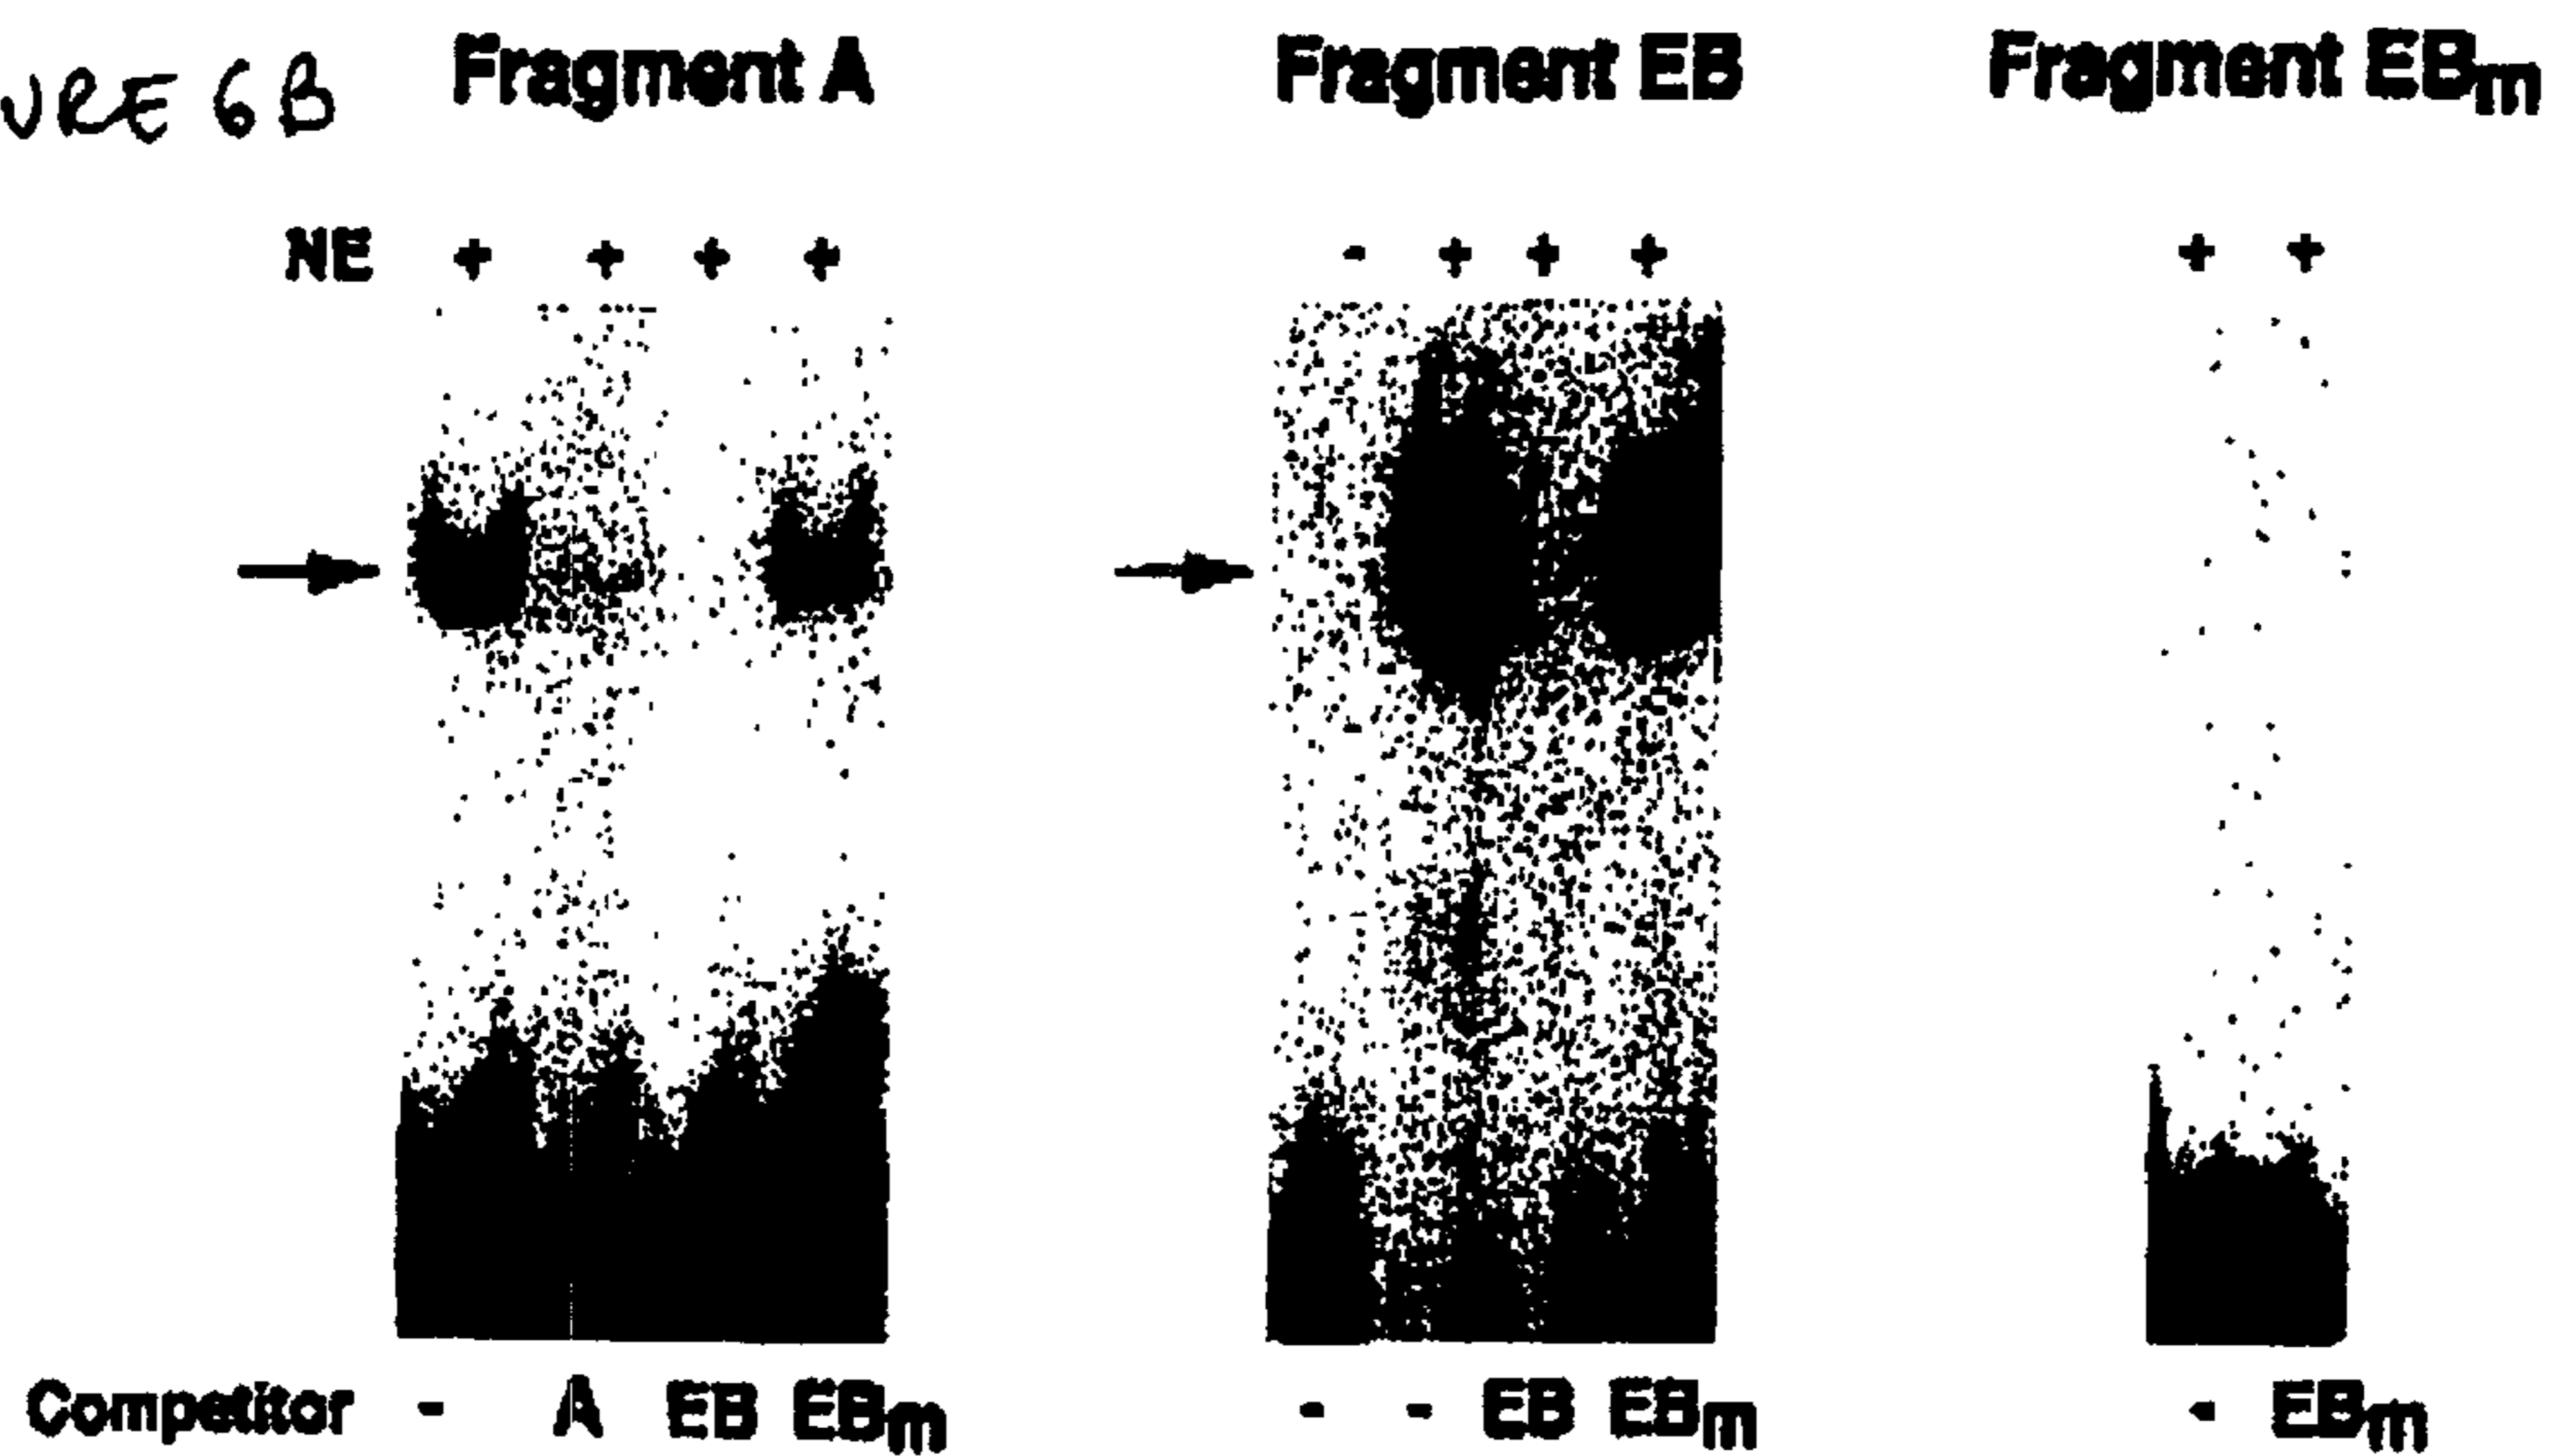 URE 6B
Fragment A
Fragment EB
Fragment EBm
NE + + + +
- + + +
+ +
Competitor - A EB EBm
- - EB EBm
- EBm